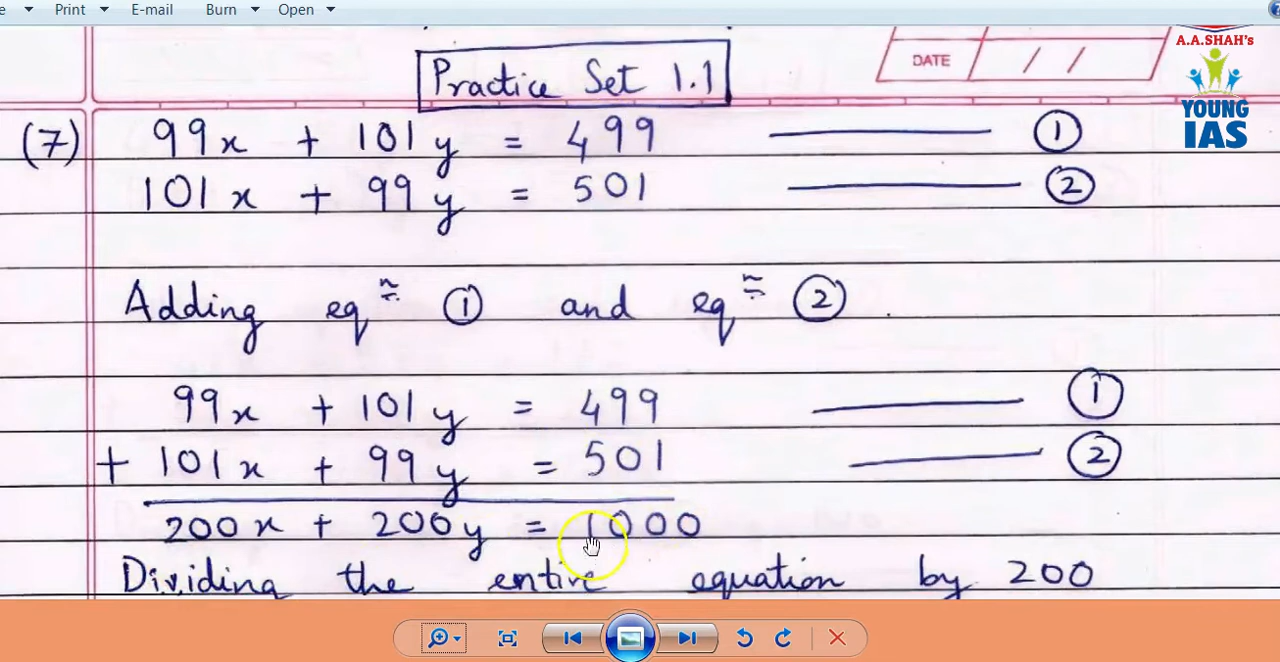 Print E-mail Burn Open
Practice Set 1.1
DATE / /
A.A.SHAH's
YOUNG
IAS
(7) 99x + 101y = 499 ——— ①
101x + 99y = 501 ——— ②
Adding eqⁿ ① and eqⁿ ② .
99x + 101y = 499 ——— ①
+ 101x + 99y = 501 ——— ②
200x + 200y = 1000
Dividing the entire equation by 200